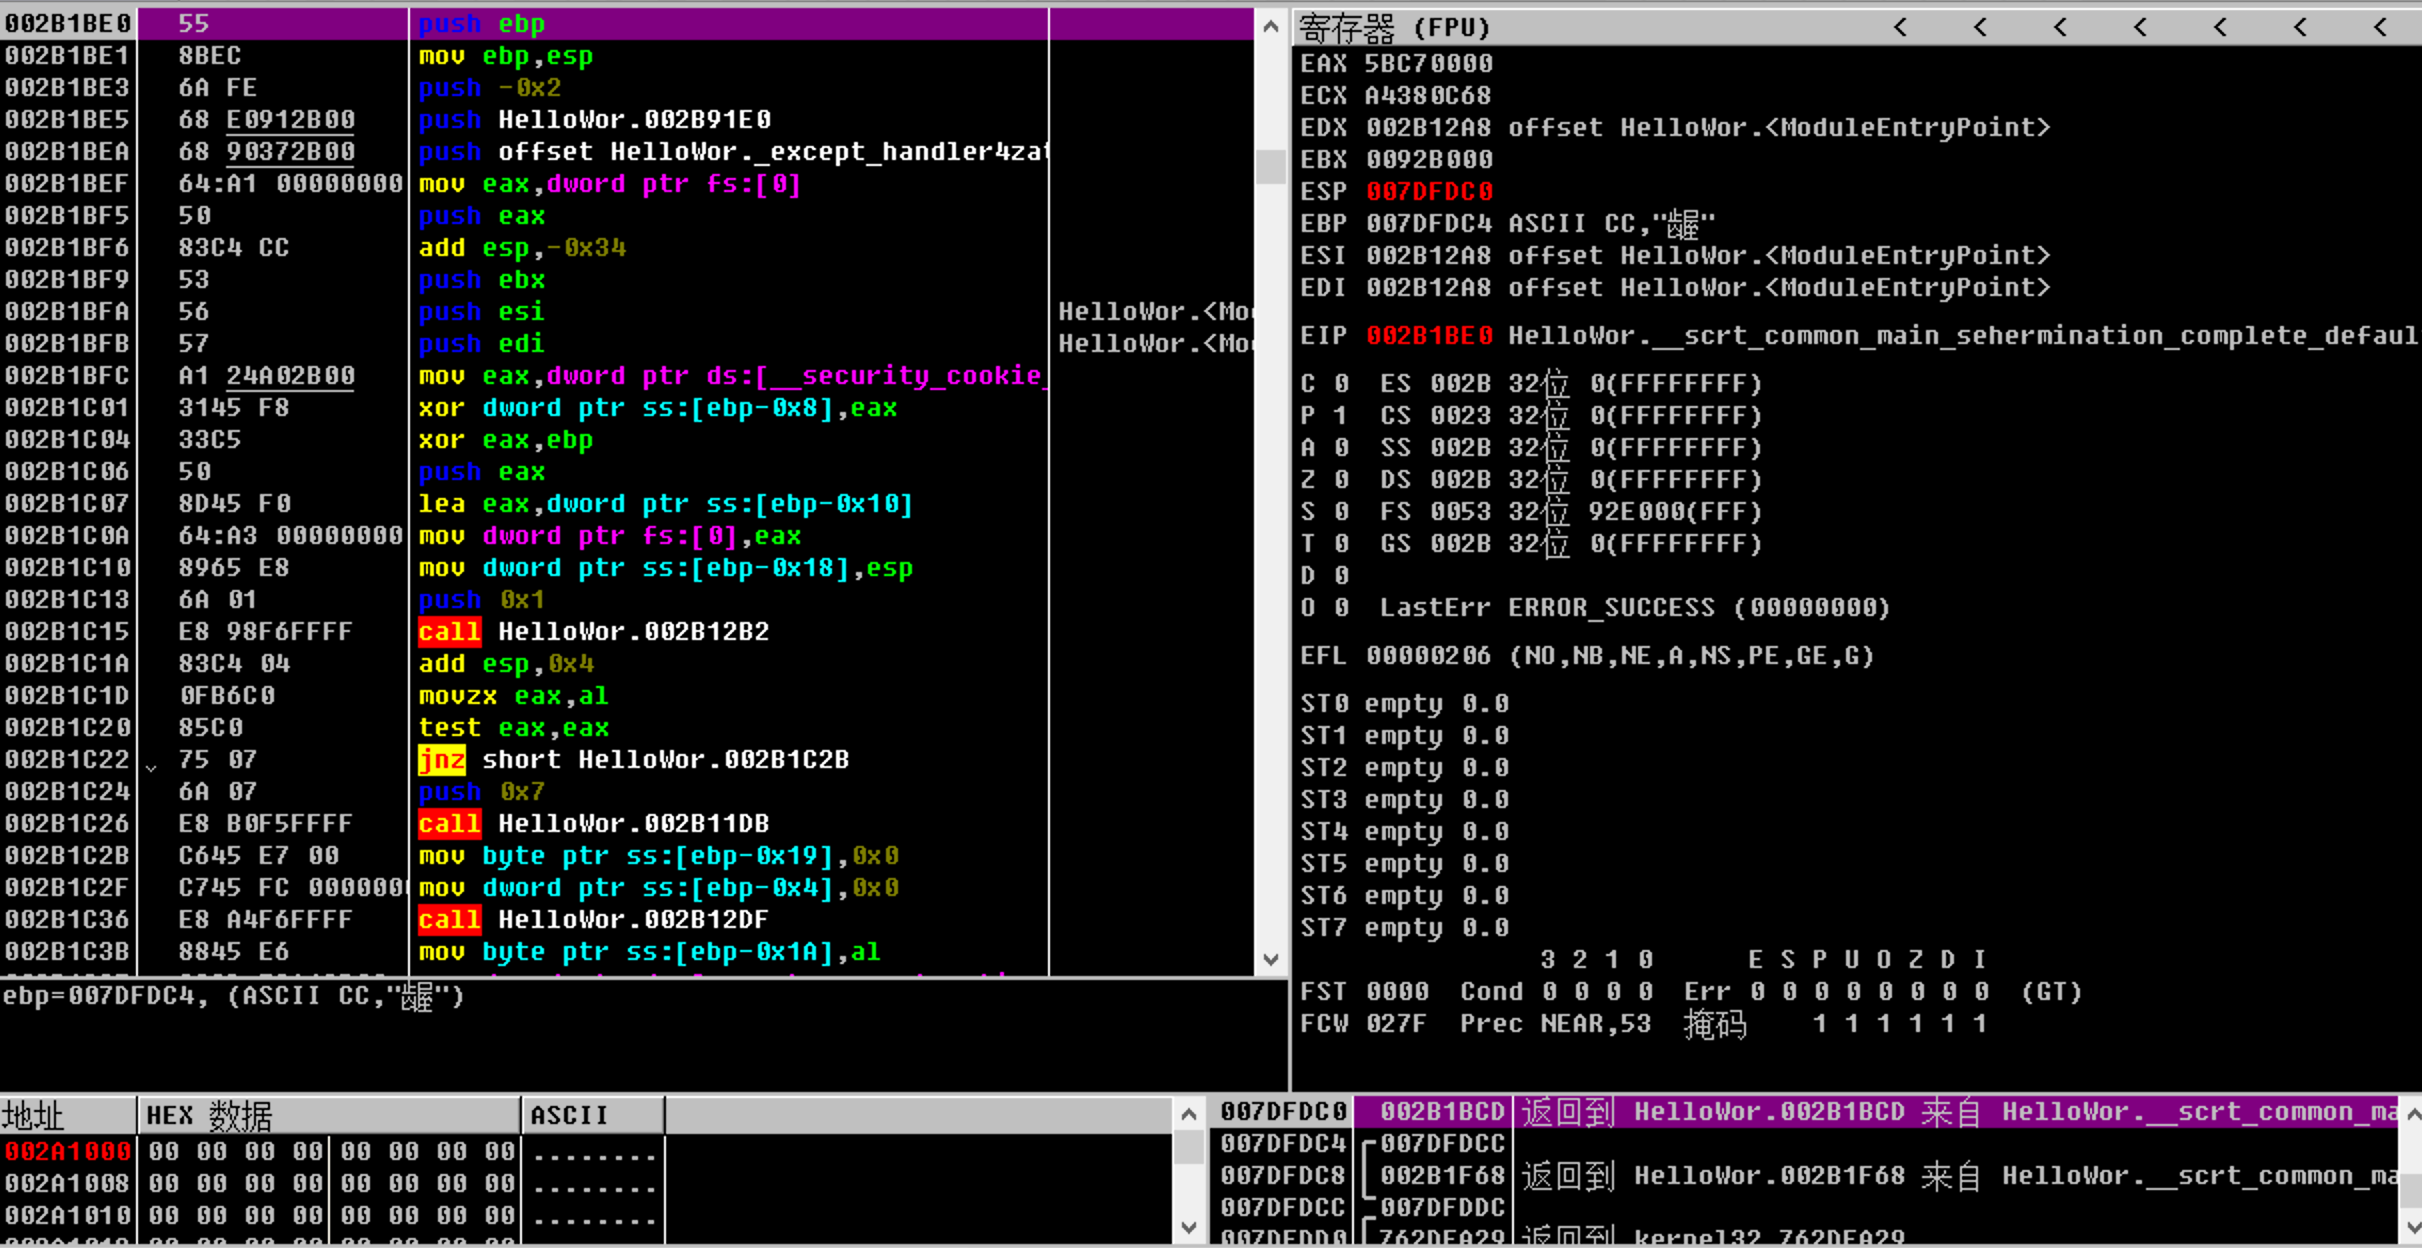 002B1BE0 55 push ebp
002B1BE1 8BEC mov ebp,esp
002B1BE3 6A FE push -0x2
002B1BE5 68 E0912B00 push HelloWor.002B91E0
002B1BEA 68 90372B00 push offset HelloWor._except_handler4za
002B1BEF 64:A1 00000000 mov eax,dword ptr fs:[0]
002B1BF5 50 push eax
002B1BF6 83C4 CC add esp,-0x34
002B1BF9 53 push ebx
002B1BFA 56 push esi HelloWor.<Mo
002B1BFB 57 push edi HelloWor.<Mo
002B1BFC A1 24A02B00 mov eax,dword ptr ds:[__security_cookie_
002B1C01 3145 F8 xor dword ptr ss:[ebp-0x8],eax
002B1C04 33C5 xor eax,ebp
002B1C06 50 push eax
002B1C07 8D45 F0 lea eax,dword ptr ss:[ebp-0x10]
002B1C0A 64:A3 00000000 mov dword ptr fs:[0],eax
002B1C10 8965 E8 mov dword ptr ss:[ebp-0x18],esp
002B1C13 6A 01 push 0x1
002B1C15 E8 98F6FFFF call HelloWor.002B12B2
002B1C1A 83C4 04 add esp,0x4
002B1C1D 0FB6C0 movzx eax,al
002B1C20 85C0 test eax,eax
002B1C22 75 07 jnz short HelloWor.002B1C2B
002B1C24 6A 07 push 0x7
002B1C26 E8 B0F5FFFF call HelloWor.002B11DB
002B1C2B C645 E7 00 mov byte ptr ss:[ebp-0x19],0x0
002B1C2F C745 FC 000000 mov dword ptr ss:[ebp-0x4],0x0
002B1C36 E8 A4F6FFFF call HelloWor.002B12DF
002B1C3B 8845 E6 mov byte ptr ss:[ebp-0x1A],al
ebp=007DFDC4, (ASCII CC,"龌")
寄存器 (FPU) < < < < < < <
EAX 5BC70000
ECX A4380C68
EDX 002B12A8 offset HelloWor.<ModuleEntryPoint>
EBX 0092B000
ESP 007DFDC0
EBP 007DFDC4 ASCII CC,"龌"
ESI 002B12A8 offset HelloWor.<ModuleEntryPoint>
EDI 002B12A8 offset HelloWor.<ModuleEntryPoint>
EIP 002B1BE0 HelloWor.__scrt_common_main_sehermination_complete_defaul
C 0 ES 002B 32位 0(FFFFFFFF)
P 1 CS 0023 32位 0(FFFFFFFF)
A 0 SS 002B 32位 0(FFFFFFFF)
Z 0 DS 002B 32位 0(FFFFFFFF)
S 0 FS 0053 32位 92E000(FFF)
T 0 GS 002B 32位 0(FFFFFFFF)
D 0
O 0 LastErr ERROR_SUCCESS (00000000)
EFL 00000206 (NO,NB,NE,A,NS,PE,GE,G)
ST0 empty 0.0
ST1 empty 0.0
ST2 empty 0.0
ST3 empty 0.0
ST4 empty 0.0
ST5 empty 0.0
ST6 empty 0.0
ST7 empty 0.0
3 2 1 0 E S P U O Z D I
FST 0000 Cond 0 0 0 0 Err 0 0 0 0 0 0 0 0 (GT)
FCW 027F Prec NEAR,53 掩码 1 1 1 1 1 1
地址 HEX 数据 ASCII
002A1000 00 00 00 00 00 00 00 00 ........
002A1008 00 00 00 00 00 00 00 00 ........
002A1010 00 00 00 00 00 00 00 00 ........
007DFDC0 002B1BCD 返回到 HelloWor.002B1BCD 来自 HelloWor.__scrt_common_ma
007DFDC4 007DFDCC
007DFDC8 002B1F68 返回到 HelloWor.002B1F68 来自 HelloWor.__scrt_common_ma
007DFDCC 007DFDDC
007DFDD0 762DEA29 返回到 kernel32.762DEA29